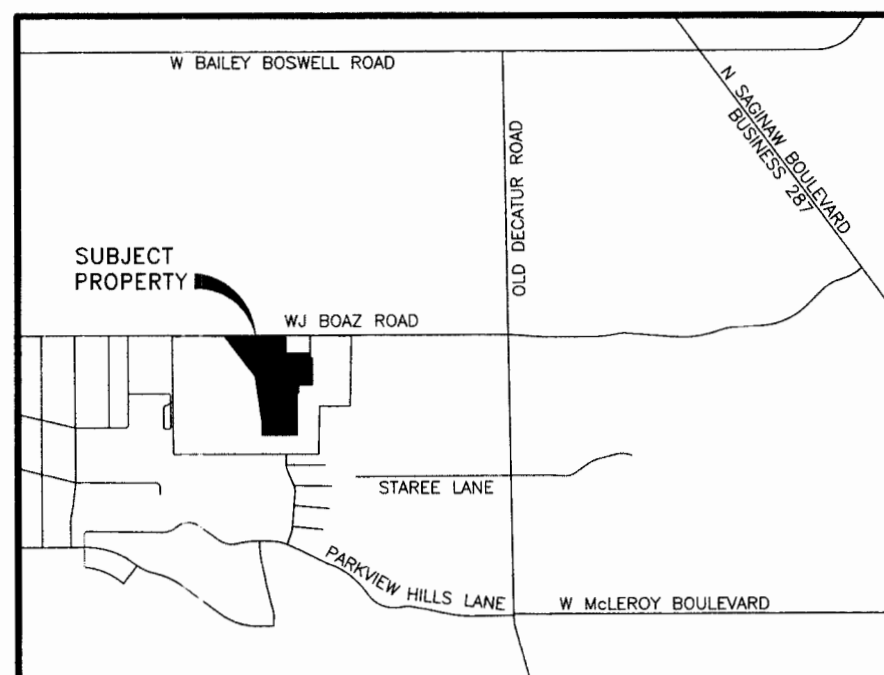 W BAILEY BOSWELL ROAD
N SAGINAW BOULEVARD
BUSINESS 287
OLD DECATUR ROAD
SUBJECT
PROPERTY
WJ BOAZ ROAD
STAREE LANE
PARKVIEW HILLS LANE
W McLEROY BOULEVARD